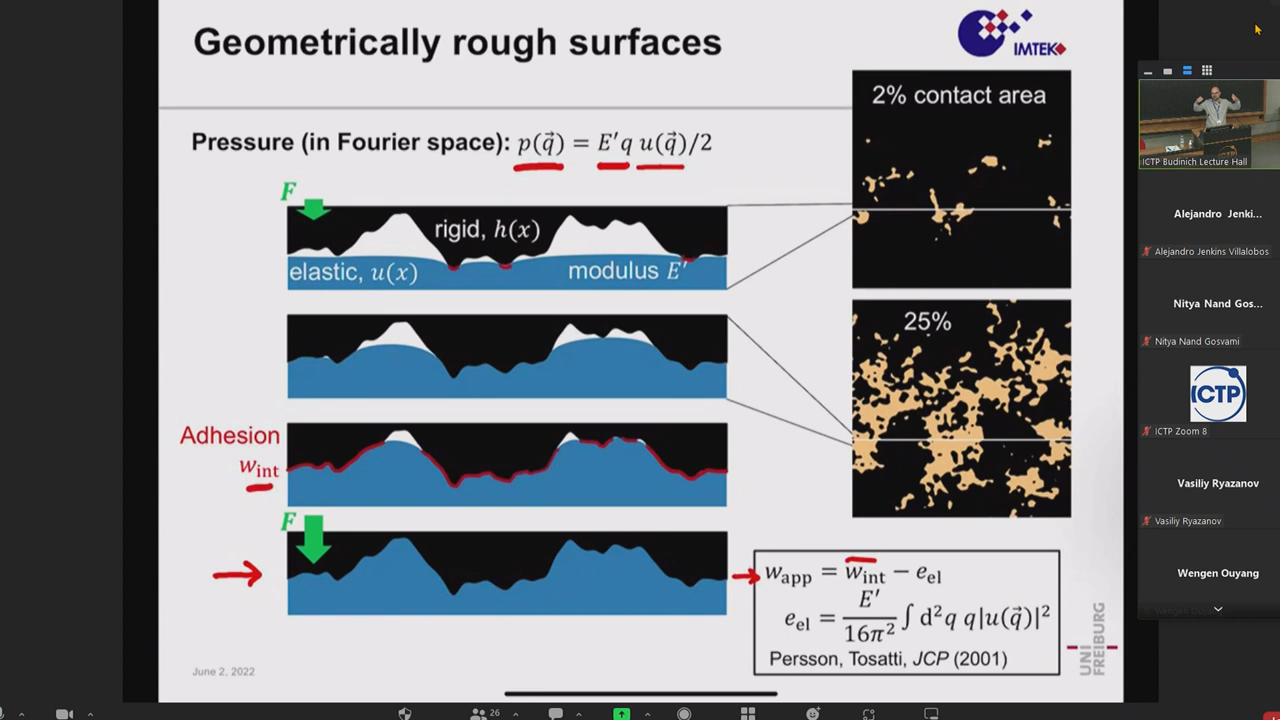 Geometrically rough surfaces
IMTEK
Pressure (in Fourier space): p(q⃗) = E′q u(q⃗)/2
F
rigid, h(x)
elastic, u(x)
modulus E′
2% contact area
25%
Adhesion
w_int
F
w_app = w_int − e_el
e_el = E′/16π² ∫ d²q q|u(q⃗)|²
Persson, Tosatti, JCP (2001)
June 2, 2022
UNI
FREIBURG
ICTP Budinich Lecture Hall
Alejandro Jenki...
Alejandro Jenkins Villalobos
Nitya Nand Gos...
Nitya Nand Gosvami
ICTP
ICTP Zoom 8
Vasiliy Ryazanov
Vasiliy Ryazanov
Wengen Ouyang
Wengen Ouyang
26